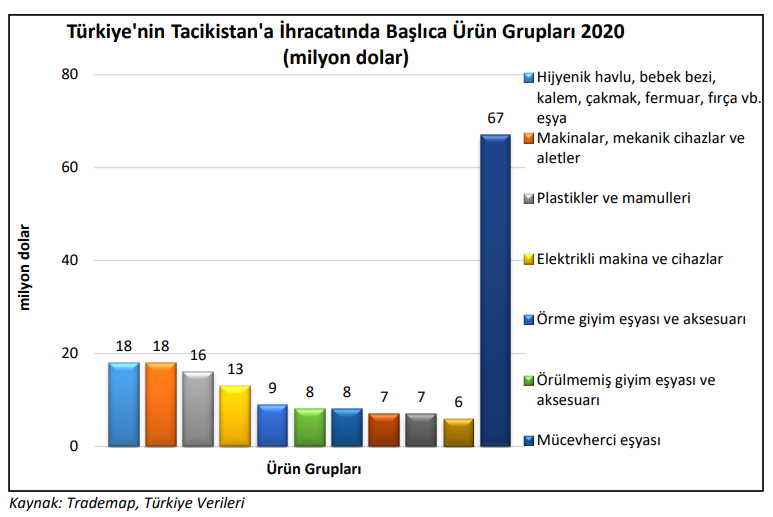 Türkiye'nin Tacikistan'a İhracatında Başlıca Ürün Grupları 2020
(milyon dolar)
80
60
40
20
0
milyon dolar
18
18
16
13
9
8
8
7
7
6
67
Ürün Grupları
Hijyenik havlu, bebek bezi,
kalem, çakmak, fermuar, fırça vb.
eşya
Makinalar, mekanik cihazlar ve
aletler
Plastikler ve mamulleri
Elektrikli makina ve cihazlar
Örme giyim eşyası ve aksesuarı
Örülmemiş giyim eşyası ve
aksesuarı
Mücevherci eşyası
Kaynak: Trademap, Türkiye Verileri